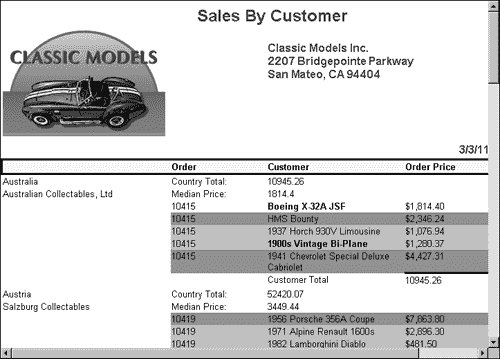 Sales By Customer
CLASSIC MODELS
Classic Models Inc.
2207 Bridgepointe Parkway
San Mateo, CA 94404
3/3/11
Order Customer Order Price
Australia Country Total: 10945.26
Australian Collectables, Ltd Median Price: 1814.4
10415 Boeing X-32A JSF $1,814.40
10415 HMS Bounty $2,346.24
10415 1937 Horch 930V Limousine $1,076.94
10415 1900s Vintage Bi-Plane $1,280.37
10415 1941 Chevrolet Special Deluxe $4,427.31
Cabriolet
Customer Total 10945.26
Austria Country Total: 52420.07
Salzburg Collectables Median Price: 3449.44
10419 1956 Porsche 356A Coupe $7,863.80
10419 1971 Alpine Renault 1600s $2,896.30
10419 1982 Lamborghini Diablo $481.50